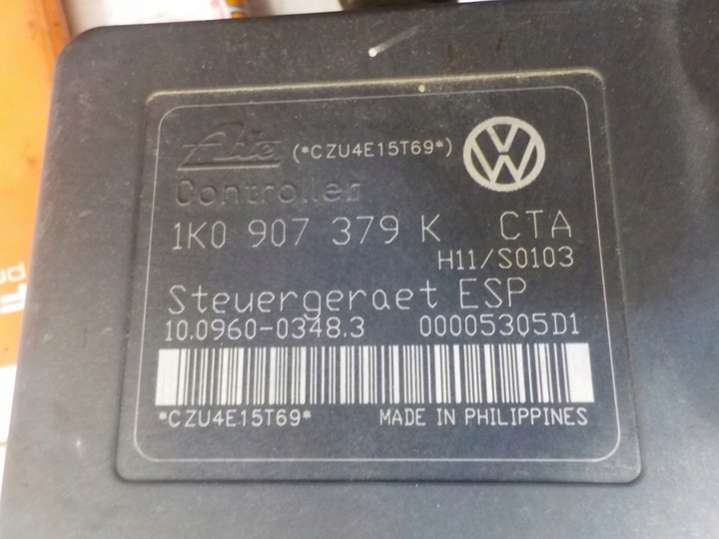 Ate (*CZU4E15T69*)
Controller
1K0 907 379 K CTA
H11/S0103
Steuergeraet ESP
10.0960-0348.3 00005305D1
*CZU4E15T69* MADE IN PHILIPPINES